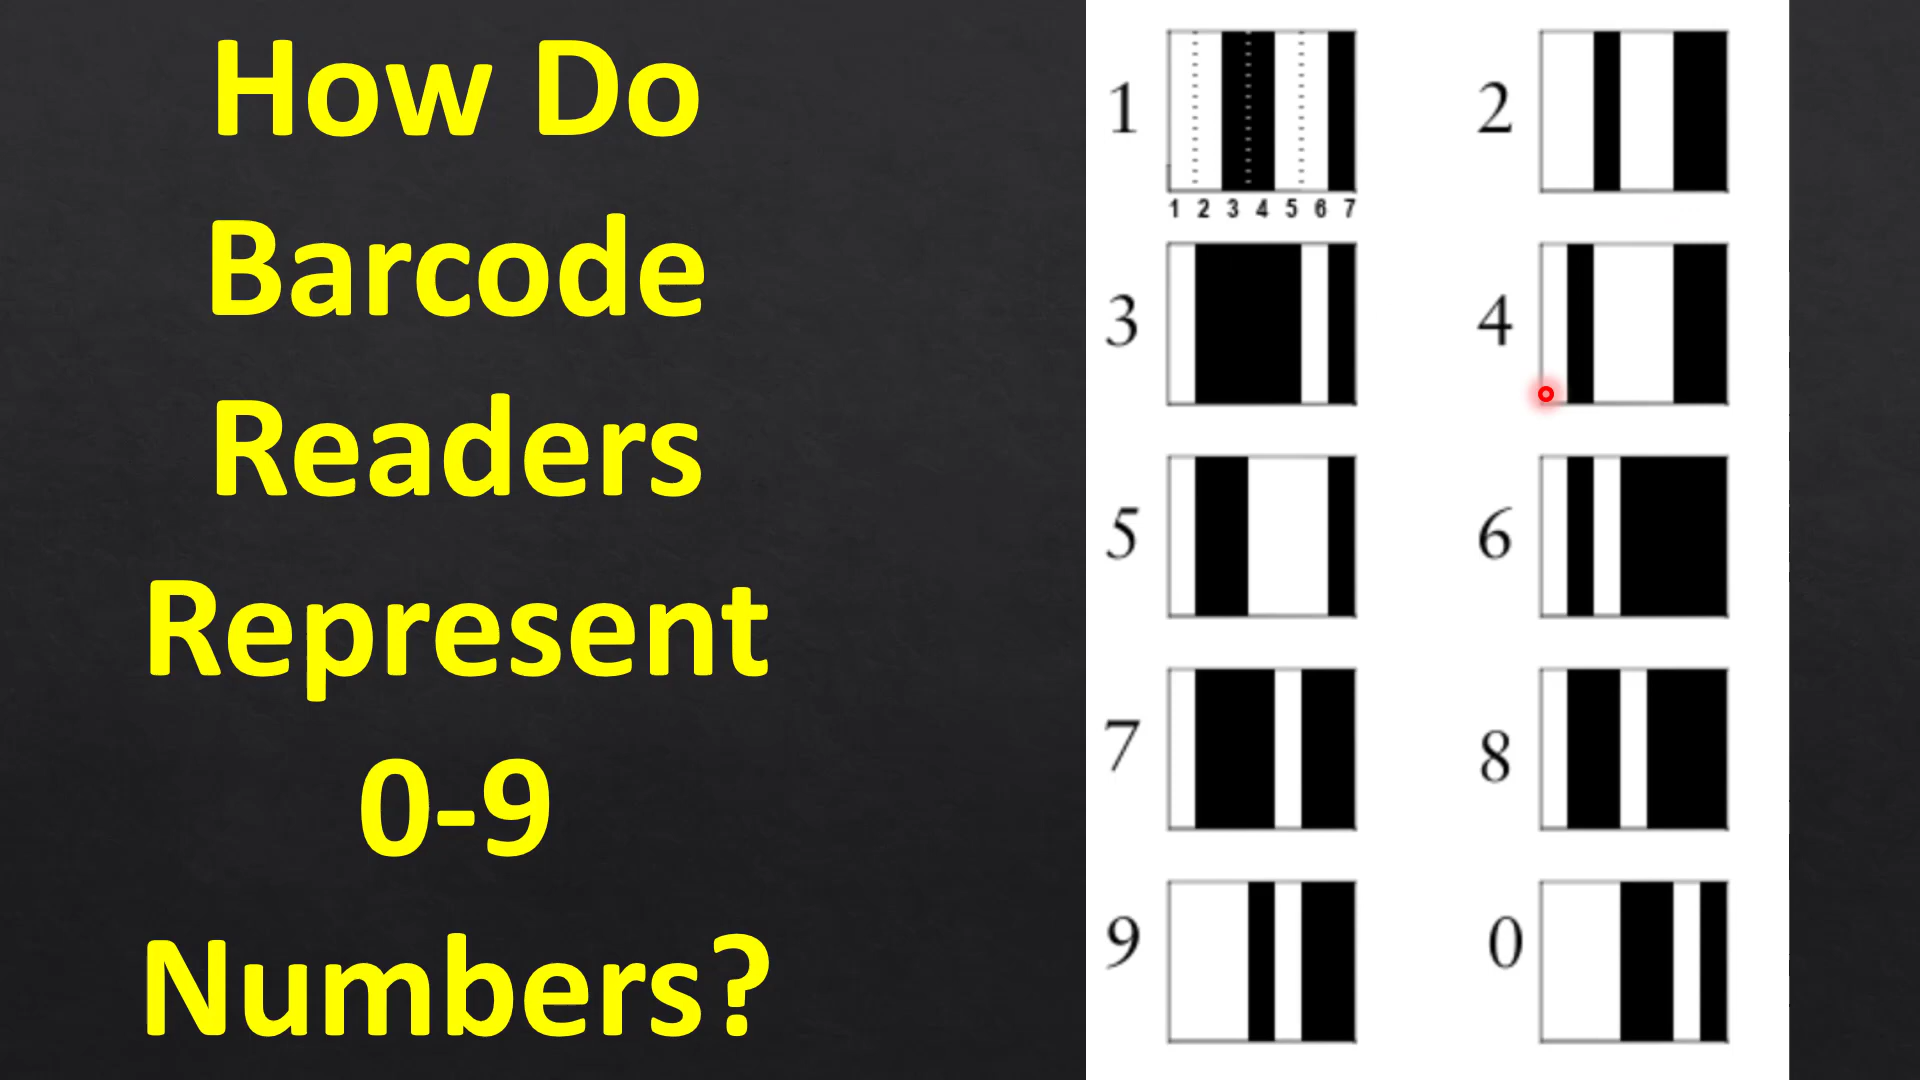 How Do
Barcode
Readers
Represent
0-9
Numbers?
1 2
1 2 3 4 5 6 7
3 4
5 6
7 8
9 0